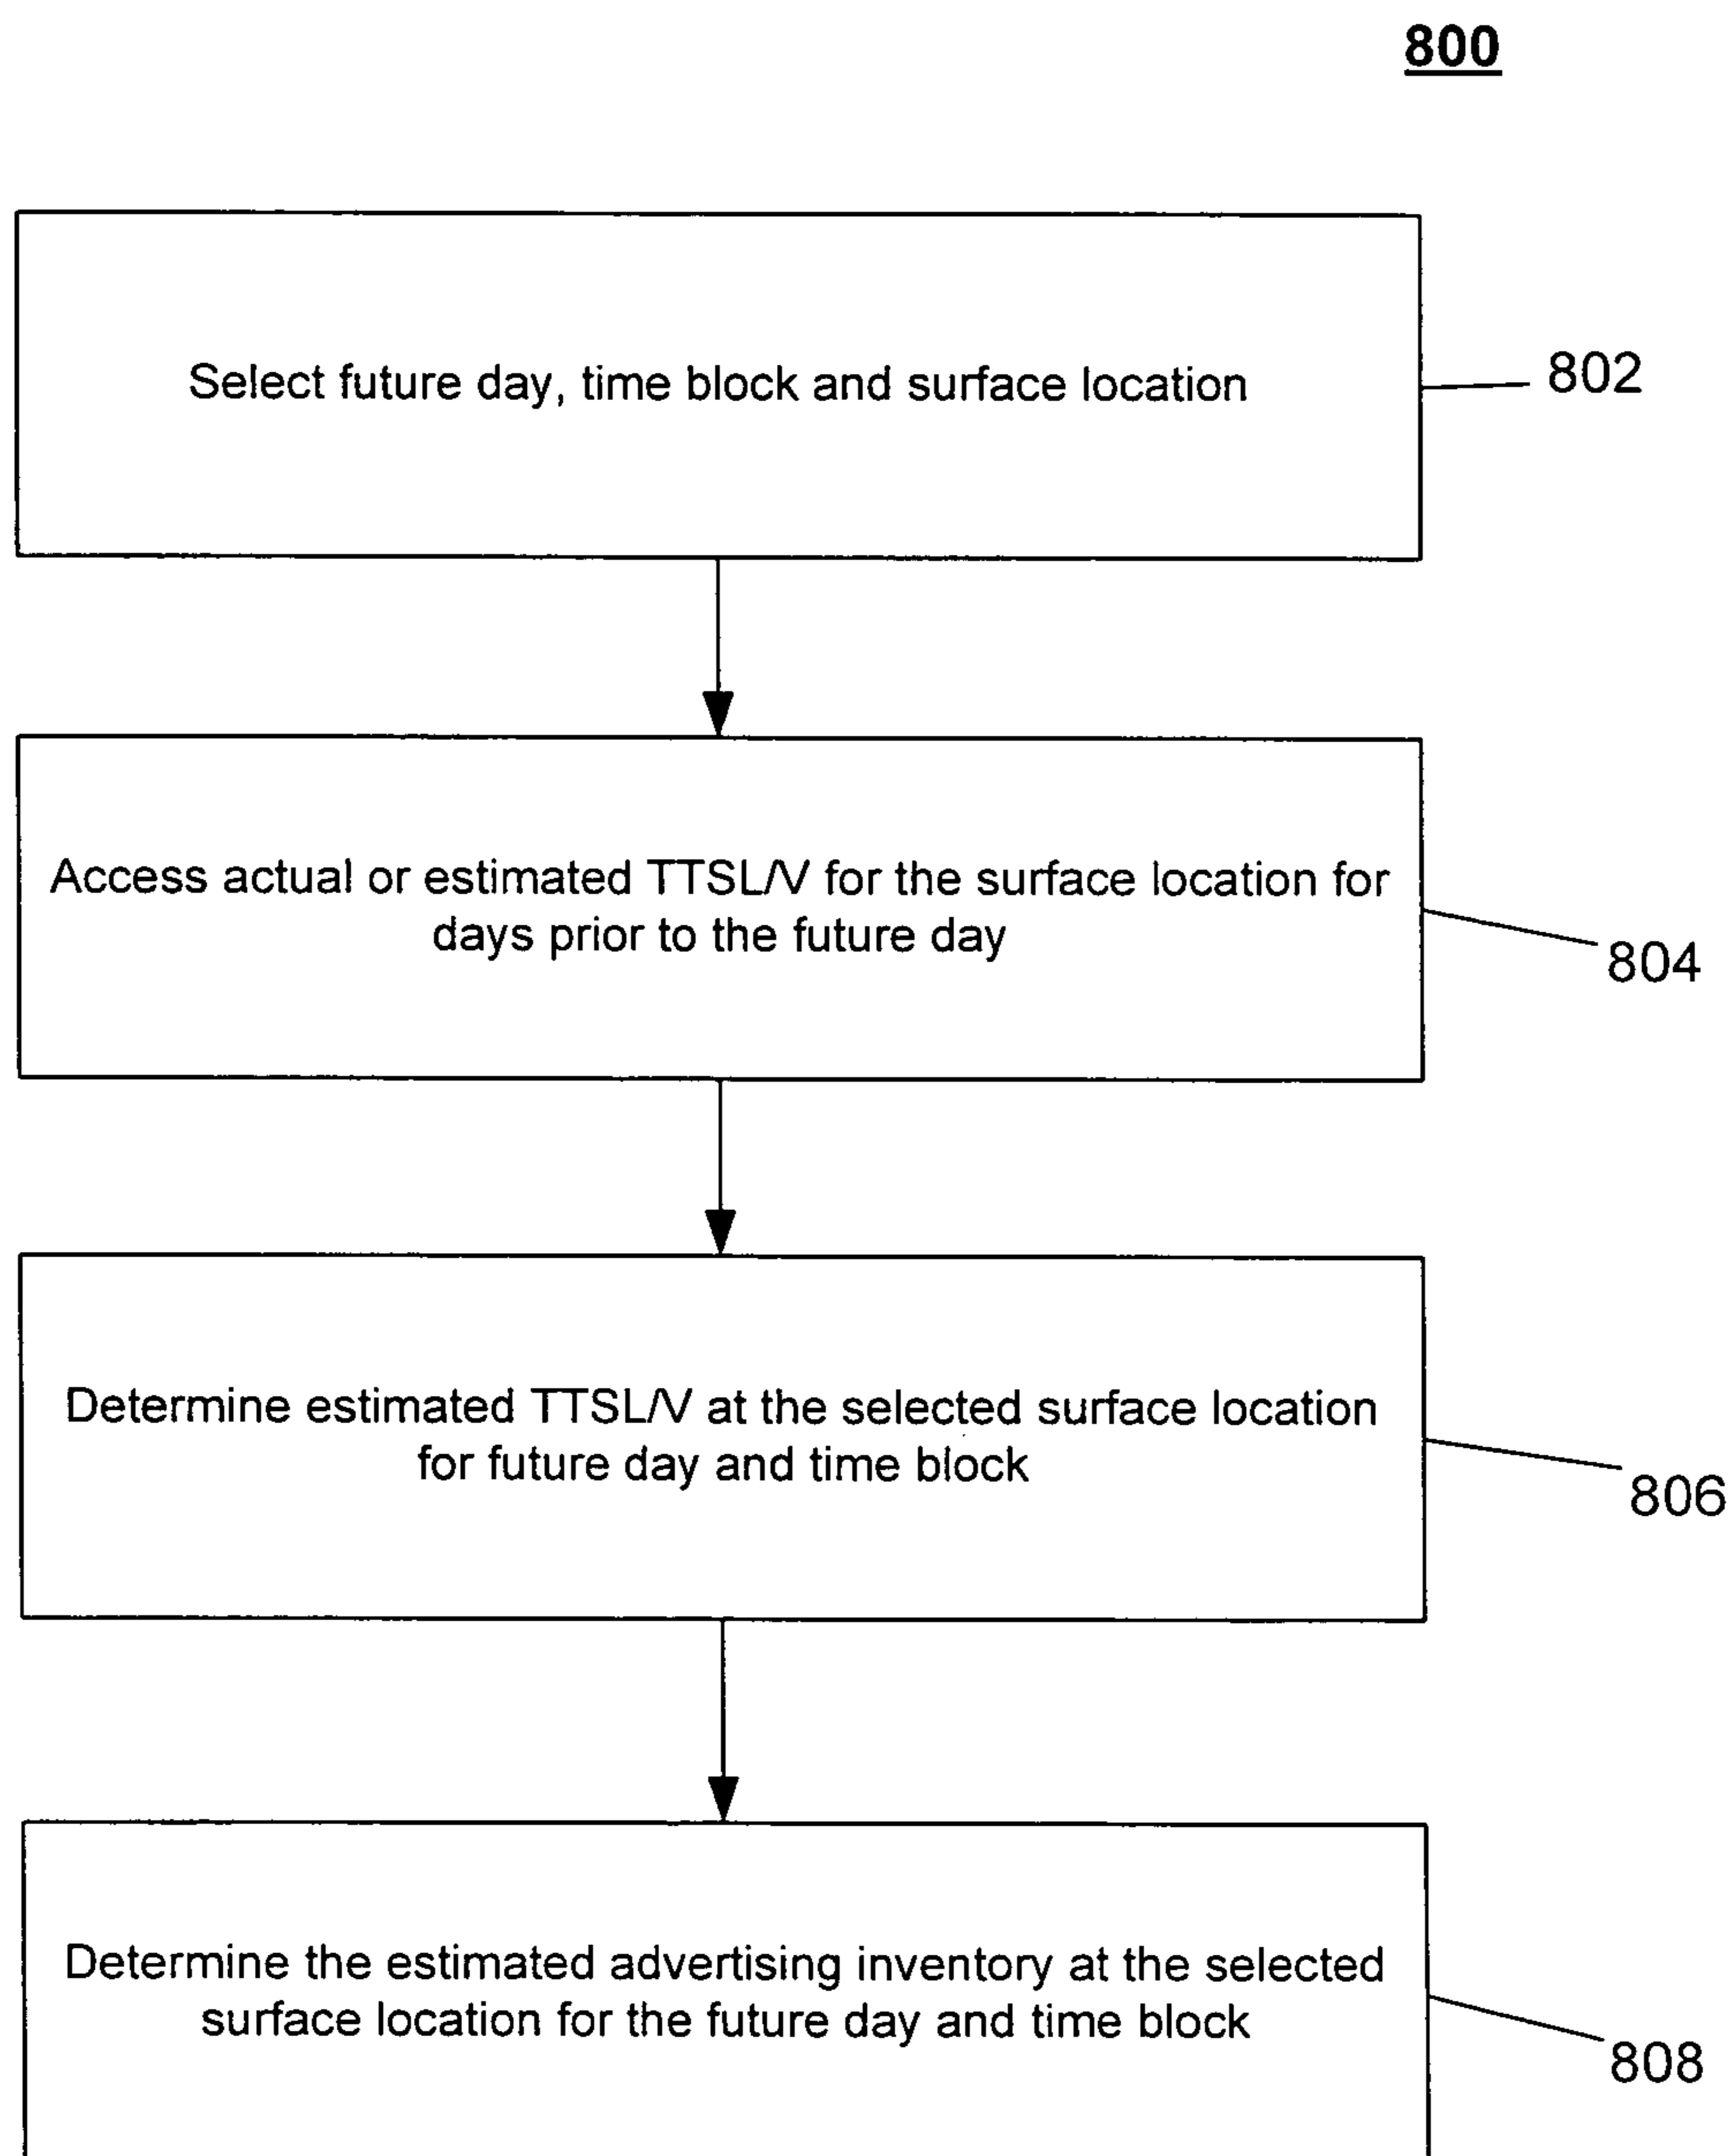 800
Select future day, time block and surface location
802
Access actual or estimated TTSL/V for the surface location for
days prior to the future day
804
Determine estimated TTSL/V at the selected surface location
for future day and time block
806
Determine the estimated advertising inventory at the selected
surface location for the future day and time block
808